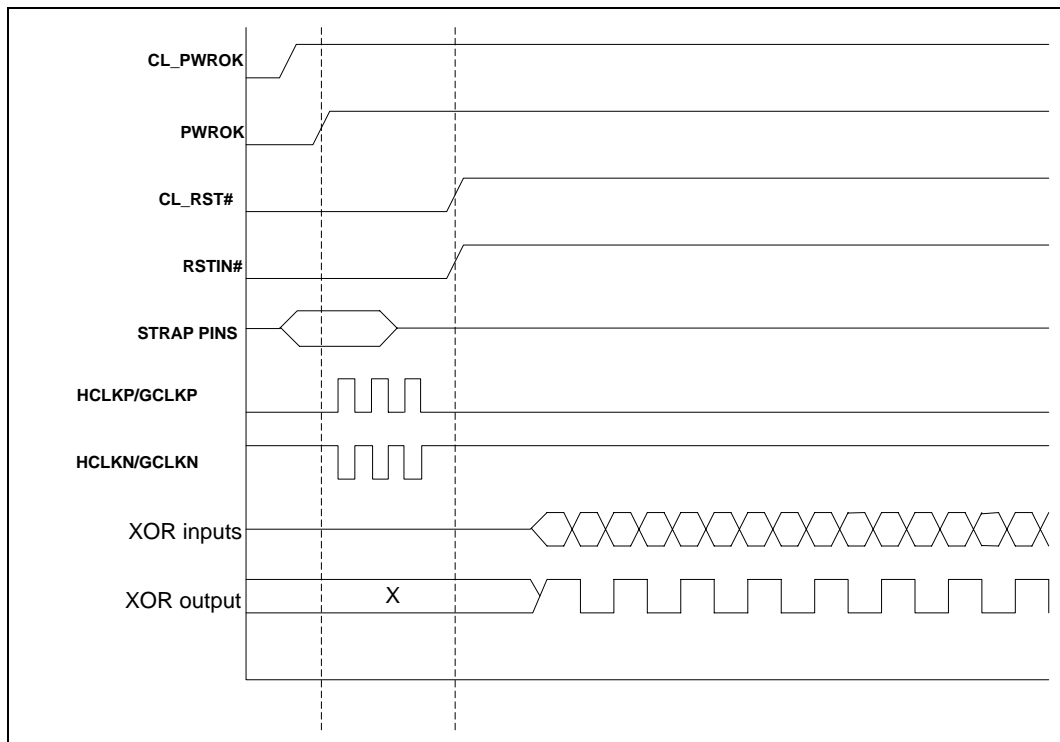 CL_PWROK
PWROK
CL_RST#
RSTIN#
STRAP PINS
HCLKP/GCLKP
HCLKN/GCLKN
XOR inputs
XOR output
X